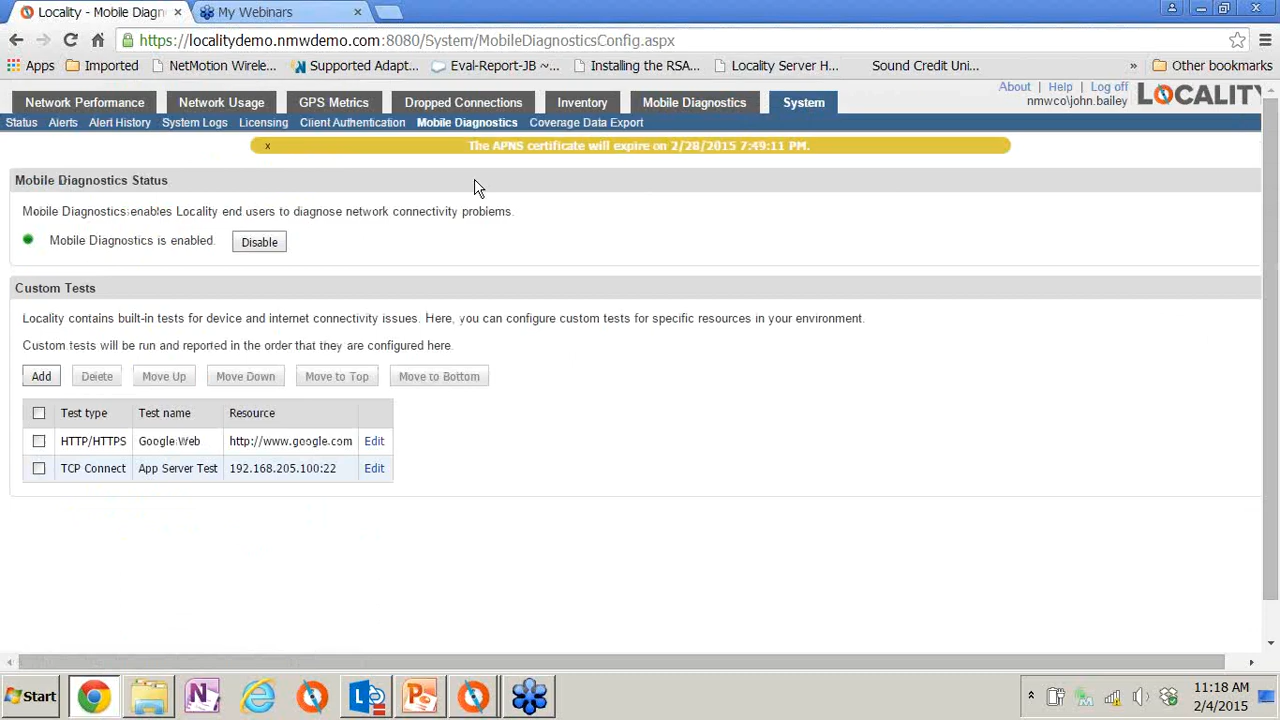 Locality - Mobile Diagn
My Webinars
https://localitydemo.nmwdemo.com:8080/System/MobileDiagnosticsConfig.aspx
Apps Imported NetMotion Wirele... Supported Adapt... Eval-Report-JB ~... Installing the RSA... Locality Server H... Sound Credit Uni... » Other bookmarks
About | Help | Log off
Network Performance Network Usage GPS Metrics Dropped Connections Inventory Mobile Diagnostics System
nmwco\john.bailey
LOCALITY
Status Alerts Alert History System Logs Licensing Client Authentication Mobile Diagnostics Coverage Data Export
x The APNS certificate will expire on 2/28/2015 7:49:11 PM.
Mobile Diagnostics Status
Mobile Diagnostics enables Locality end users to diagnose network connectivity problems.
Mobile Diagnostics is enabled. Disable
Custom Tests
Locality contains built-in tests for device and internet connectivity issues. Here, you can configure custom tests for specific resources in your environment.
Custom tests will be run and reported in the order that they are configured here.
Add Delete Move Up Move Down Move to Top Move to Bottom
Test type Test name Resource
HTTP/HTTPS Google Web http://www.google.com Edit
TCP Connect App Server Test 192.168.205.100:22 Edit
Start
11:18 AM
2/4/2015